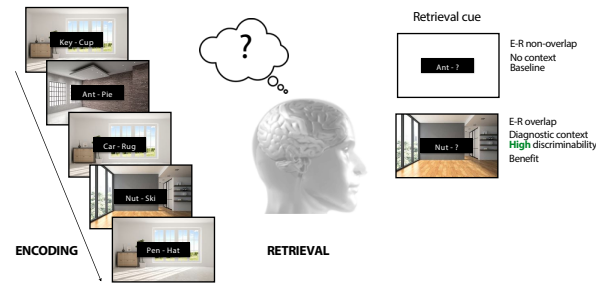 Key - Cup
Ant - Pie
Car - Rug
Nut - Ski
Pen - Hat
ENCODING
?
RETRIEVAL
Retrieval cue
Ant - ?
E-R non-overlap
No context
Baseline
Nut - ?
E-R overlap
Diagnostic context
High discriminability
Benefit